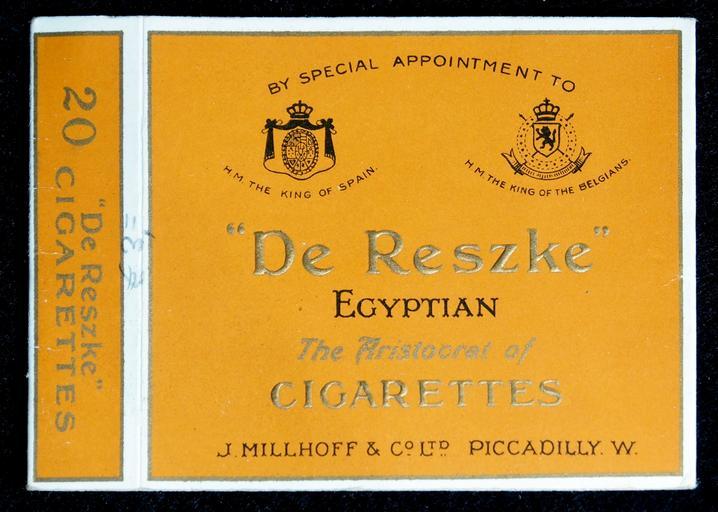 BY SPECIAL APPOINTMENT TO
H.M. THE KING OF SPAIN.
H.M. THE KING OF THE BELGIANS.
"De Reszke"
EGYPTIAN
The Aristocrat of
CIGARETTES
J. MILLHOFF & Co LTD PICCADILLY. W.
20 CIGARETTES
"De Reszke"